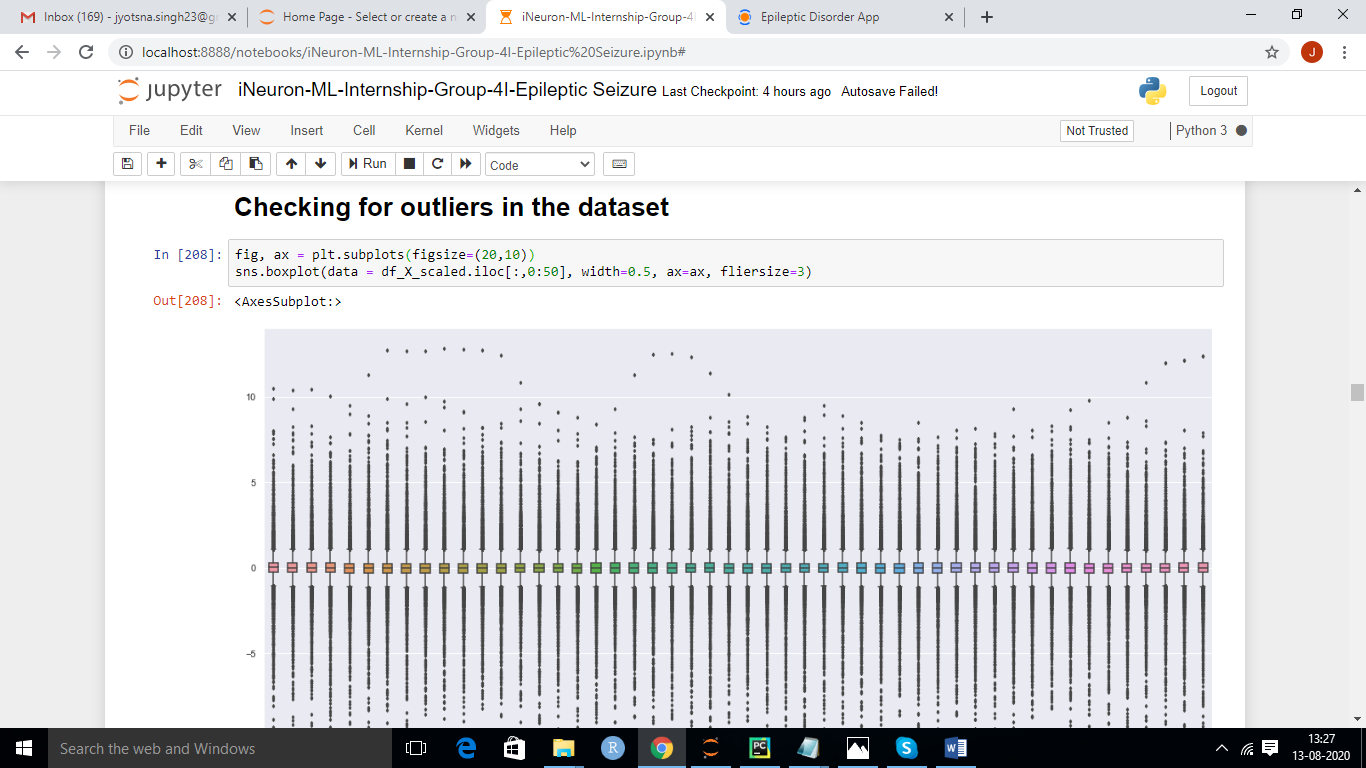 Inbox (169) - jyotsna.singh23@g
Home Page - Select or create a n
iNeuron-ML-Internship-Group-4I
Epileptic Disorder App
localhost:8888/notebooks/iNeuron-ML-Internship-Group-4I-Epileptic%20Seizure.ipynb#
J
jupyter iNeuron-ML-Internship-Group-4I-Epileptic Seizure Last Checkpoint: 4 hours ago Autosave Failed!
Logout
File Edit View Insert Cell Kernel Widgets Help
Not Trusted
Python 3
Run
Code
Checking for outliers in the dataset
In [208]: fig, ax = plt.subplots(figsize=(20,10))
sns.boxplot(data = df_X_scaled.iloc[:,0:50], width=0.5, ax=ax, fliersize=3)
Out[208]: <AxesSubplot:>
10
5
0
-5
Search the web and Windows
R
PC
S
W
13:27
13-08-2020